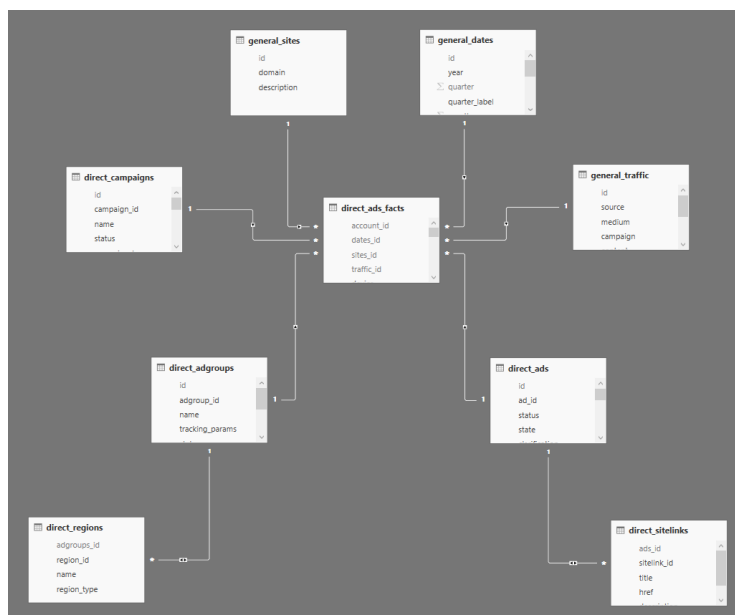 general_sites
id
domain
description
general_dates
id
year
Σ quarter
quarter_label
1
1
direct_campaigns
id
campaign_id
name
status
1
general_traffic
id
source
medium
campaign
1
direct_ads_facts
account_id
dates_id
sites_id
traffic_id
*
*
*
*
*
*
direct_adgroups
id
adgroup_id
name
tracking_params
1
1
direct_ads
id
ad_id
status
state
1
1
direct_regions
adgroups_id
region_id
name
region_type
*
direct_sitelinks
ads_id
sitelink_id
title
href
*